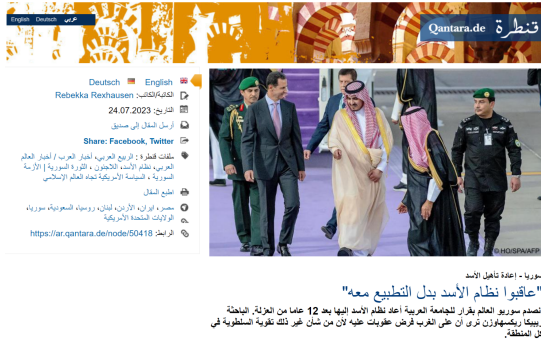 English Deutsch عربي
Qantara.de قنطرة
English Deutsch
الكاتبة/الكاتب: Rebekka Rexhausen
التاريخ: 24.07.2023
أرسل المقال إلى صديق
Share: Facebook, Twitter
ملفات قنطرة : الربيع العربي، أخبار العرب / أخبار العالم
العربي، نظام الأسد، اللاجئون ، الثورة السورية | الأزمة
السورية ، السياسة الأمريكية تجاه العالم الإسلامي
اطبع المقال
مصر، ايران، الأردن، لبنان، روسيا، السعودية، سوريا،
الولايات المتحدة الأمريكية
الرابط: https://ar.qantara.de/node/50418
© HO/SPA/AFP
سوريا - إعادة تأهيل الأسد
"عاقبوا نظام الأسد بدل التطبيع معه"
نصدم سوريو العالم بقرار للجامعة العربية أعاد نظام الأسد إليها بعد 12 عاما من العزلة. الباحثة
ريبيكا ريكسهاوزن ترى أن على الغرب فرض عقوبات عليه لأن من شأن غير ذلك تقوية السلطوية في
كل المنطقة.